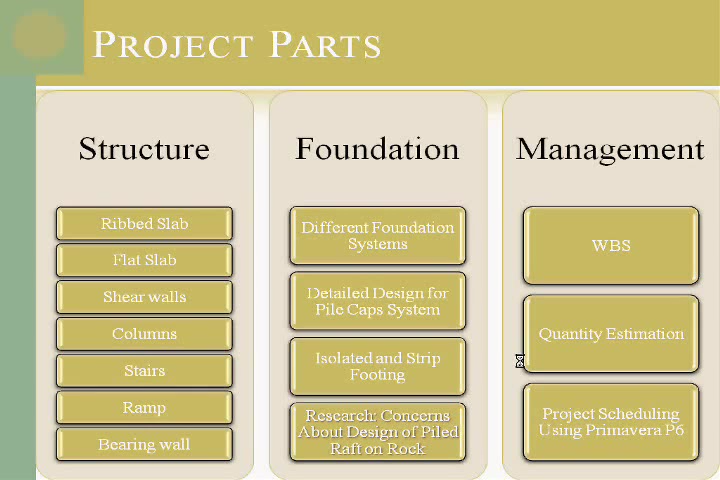 PROJECT PARTS
Structure
Ribbed Slab
Flat Slab
Shear walls
Columns
Stairs
Ramp
Bearing wall
Foundation
Different Foundation
Systems
Detailed Design for
Pile Caps System
Isolated and Strip
Footing
Research: Concerns
About Design of Piled
Raft on Rock
Management
WBS
Quantity Estimation
Project Scheduling
Using Primavera P6